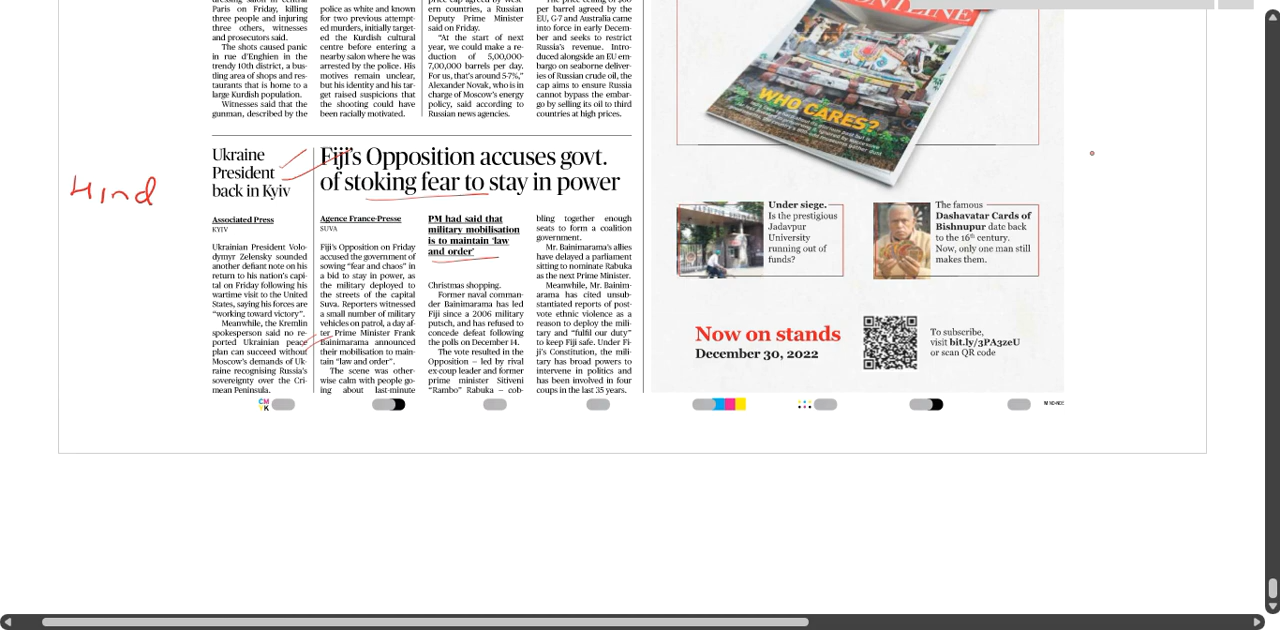 Paris on Friday, killing
three people and injuring
three others, witnesses
and prosecutors said.
The shots caused panic
in rue d'Enghien in the
trendy 10th district, a bus-
tling area of shops and res-
taurants that is home to a
large Kurdish population.
Witnesses said that the
gunman, described by the
police as white and known
for two previous attempt-
ed murders, initially target-
ed the Kurdish cultural
centre before entering a
nearby salon where he was
arrested by the police. His
motives remain unclear,
but his identity and his tar-
get raised suspicions that
the shooting could have
been racially motivated.
ern countries, a Russian
Deputy Prime Minister
said on Friday.
"At the start of next
year, we could make a re-
duction of 5,00,000-
7,00,000 barrels per day.
For us, that's around 5-7%,"
Alexander Novak, who is in
charge of Moscow's energy
policy, said according to
Russian news agencies.
per barrel agreed by the
EU, G-7 and Australia came
into force in early Decem-
ber and seeks to restrict
Russia's revenue. Intro-
duced alongside an EU em-
bargo on seaborne deliver-
ies of Russian crude oil, the
cap aims to ensure Russia
cannot bypass the embar-
go by selling its oil to third
countries at high prices.
Hind
Ukraine
President
back in Kyiv
Associated Press
KYIV
Ukrainian President Volo-
dymyr Zelensky sounded
another defiant note on his
return to his nation's capi-
tal on Friday following his
wartime visit to the United
States, saying his forces are
"working toward victory".
Meanwhile, the Kremlin
spokesperson said no re-
ported Ukrainian peace
plan can succeed without
Moscow's demands of Uk-
raine recognising Russia's
sovereignty over the Cri-
mean Peninsula.
Fiji's Opposition accuses govt.
of stoking fear to stay in power
Agence France-Presse
SUVA
Fiji's Opposition on Friday
accused the government of
sowing "fear and chaos" in
a bid to stay in power, as
the military deployed to
the streets of the capital
Suva. Reporters witnessed
a small number of military
vehicles on patrol, a day af-
ter Prime Minister Frank
Bainimarama announced
their mobilisation to main-
tain "law and order".
The scene was other-
wise calm with people go-
ing about last-minute
PM had said that
military mobilisation
is to maintain 'law
and order'
Christmas shopping.
Former naval comman-
der Bainimarama has led
Fiji since a 2006 military
putsch, and has refused to
concede defeat following
the polls on December 14.
The vote resulted in the
Opposition – led by rival
ex-coup leader and former
prime minister Sitiveni
"Rambo" Rabuka – cob-
bling together enough
seats to form a coalition
government.
Mr. Bainimarama's allies
have delayed a parliament
sitting to nominate Rabuka
as the next Prime Minister.
Meanwhile, Mr. Bainim-
arama has cited unsub-
stantiated reports of post-
vote ethnic violence as a
reason to deploy the mili-
tary and "fulfil our duty"
to keep Fiji safe. Under Fi-
ji's Constitution, the mili-
tary has broad powers to
intervene in politics and
has been involved in four
coups in the last 35 years.
WHO CARES?
Under siege.
Is the prestigious
Jadavpur
University
running out of
funds?
The famous
Dashavatar Cards of
Bishnupur date back
to the 16th century.
Now, only one man still
makes them.
Now on stands
December 30, 2022
To subscribe,
visit bit.ly/3PA3zeU
or scan QR code
CM
YK